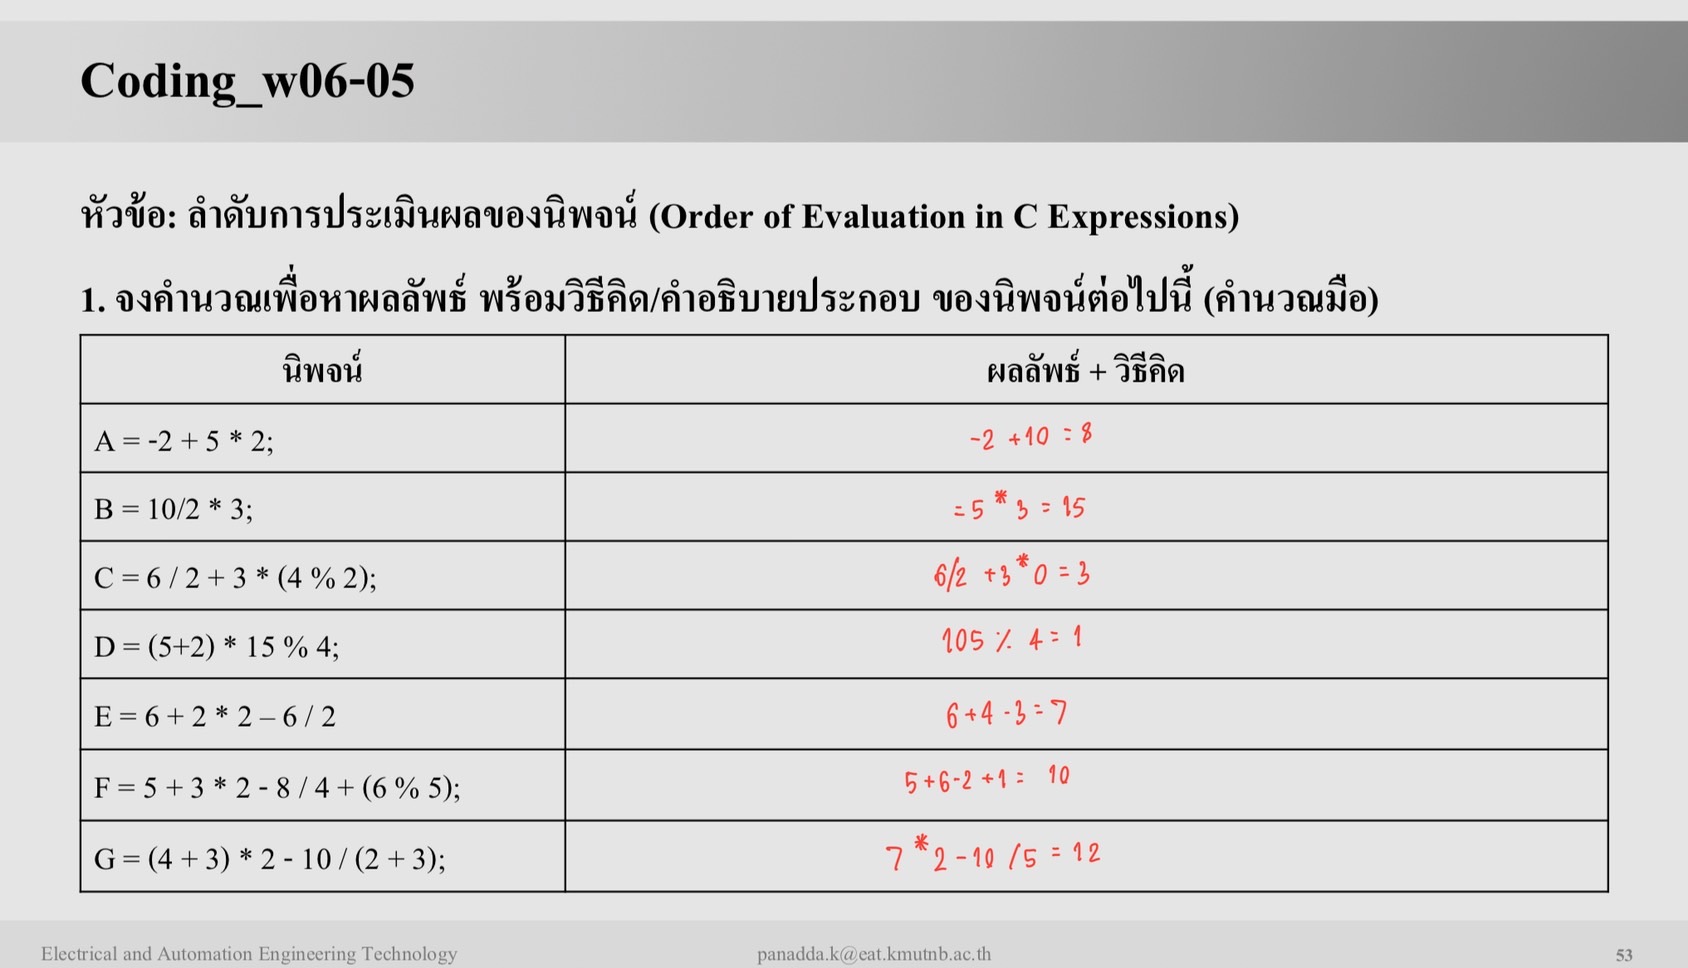 Coding_w06-05
หัวข้อ: ลำดับการประเมินผลของนิพจน์ (Order of Evaluation in C Expressions)
1. จงคำนวณเพื่อหาผลลัพธ์ พร้อมวิธีคิด/คำอธิบายประกอบ ของนิพจน์ต่อไปนี้ (คำนวณมือ)
นิพจน์ ผลลัพธ์ + วิธีคิด
A = -2 + 5 * 2; -2 +10 = 8
B = 10/2 * 3; = 5 * 3 = 15
C = 6 / 2 + 3 * (4 % 2); 6/2 +3 * 0 = 3
D = (5+2) * 15 % 4; 105 % 4 = 1
E = 6 + 2 * 2 – 6 / 2 6+4-3=7
F = 5 + 3 * 2 - 8 / 4 + (6 % 5); 5+6-2+1= 10
G = (4 + 3) * 2 - 10 / (2 + 3); 7 * 2-10 /5 = 12
Electrical and Automation Engineering Technology panadda.k@eat.kmutnb.ac.th 53